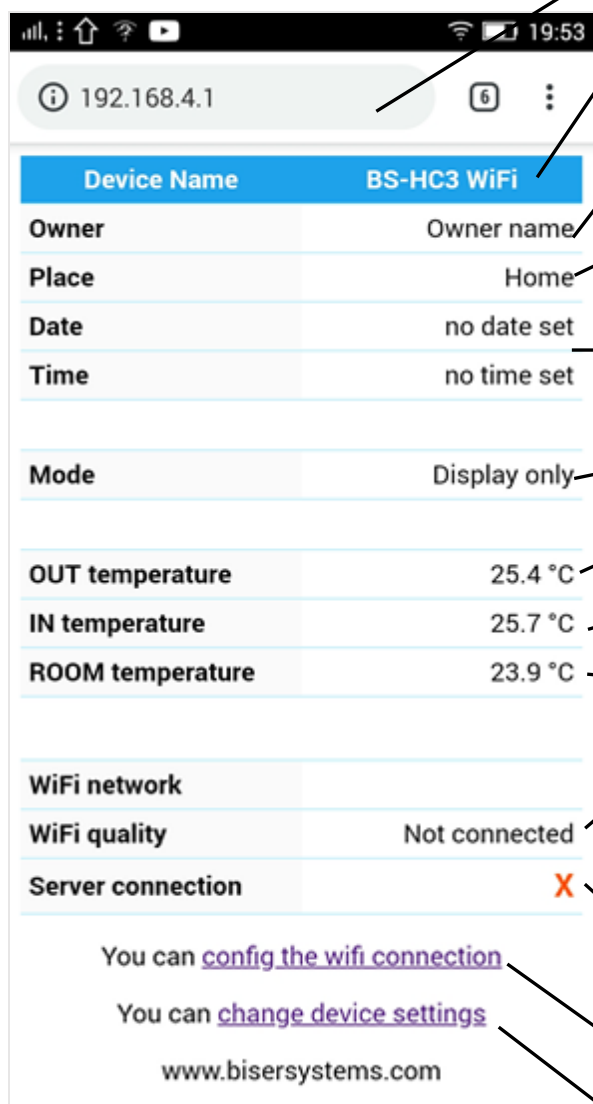 19:53
192.168.4.1 6
Device Name BS-HC3 WiFi
Owner Owner name
Place Home
Date no date set
Time no time set
Mode Display only
OUT temperature 25.4 °C
IN temperature 25.7 °C
ROOM temperature 23.9 °C
WiFi network
WiFi quality Not connected
Server connection X
You can config the wifi connection
You can change device settings
www.bisersystems.com